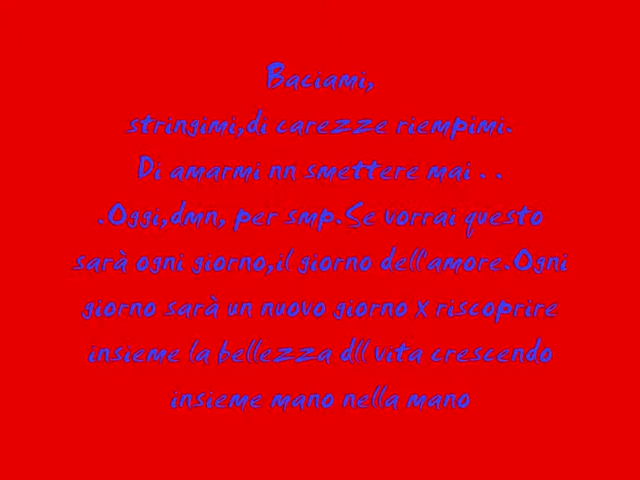 Baciami,
stringimi,di carezze riempimi.
Di amarmi nn smettere mai . .
.Oggi,dmn, per smp.Se vorrai questo
sarà ogni giorno,il giorno dell'amore.Ogni
giorno sarà un nuovo giorno x riscoprire
insieme la bellezza dll vita crescendo
insieme mano nella mano